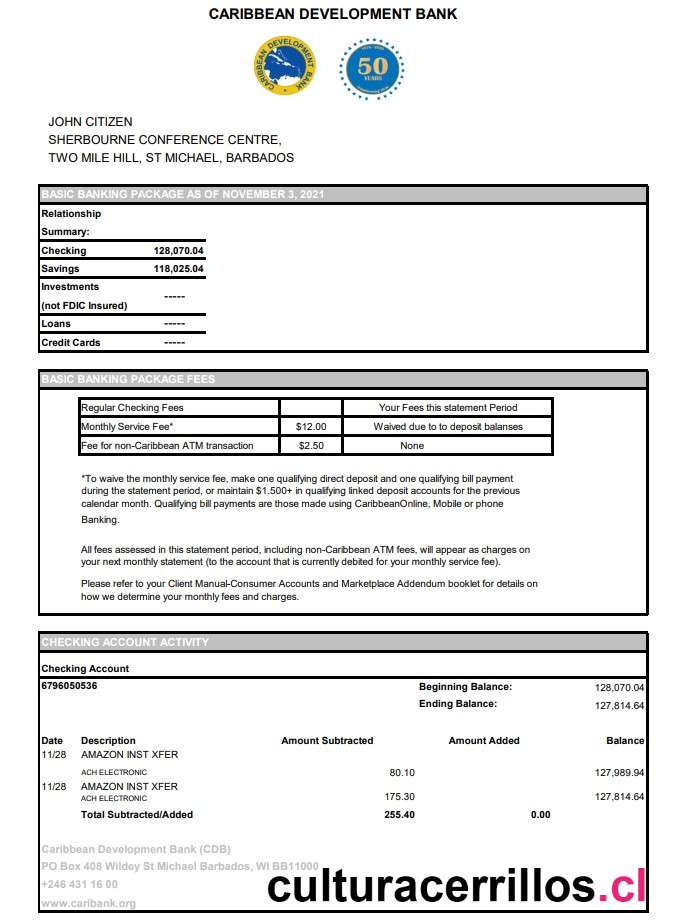 CARIBBEAN DEVELOPMENT BANK
CARIBBEAN DEVELOPMENT BANK
50
YEARS
JOHN CITIZEN
SHERBOURNE CONFERENCE CENTRE,
TWO MILE HILL, ST MICHAEL, BARBADOS
BASIC BANKING PACKAGE AS OF NOVEMBER 3, 2021
Relationship
Summary:
Checking 128,070.04
Savings 118,025.04
Investments
(not FDIC Insured) -----
Loans -----
Credit Cards -----
BASIC BANKING PACKAGE FEES
Regular Checking Fees Your Fees this statement Period
Monthly Service Fee* $12.00 Waived due to to deposit balanses
Fee for non-Caribbean ATM transaction $2.50 None
*To waive the monthly service fee, make one qualifying direct deposit and one qualifying bill payment
during the statement period, or maintain $1.500+ in qualifying linked deposit accounts for the previous
calendar month. Qualifying bill payments are those made using CaribbeanOnline, Mobile or phone
Banking.
All fees assessed in this statement period, including non-Caribbean ATM fees, will appear as charges on
your next monthly statement (to the account that is currently debited for your monthly service fee).
Please refer to your Client Manual-Consumer Accounts and Marketplace Addendum booklet for details on
how we determine your monthly fees and charges.
CHECKING ACCOUNT ACTIVITY
Checking Account
6796050536 Beginning Balance: 128,070.04
Ending Balance: 127,814.64
Date Description Amount Subtracted Amount Added Balance
11/28 AMAZON INST XFER
ACH ELECTRONIC 80.10 127,989.94
11/28 AMAZON INST XFER
ACH ELECTRONIC 175.30 127,814.64
Total Subtracted/Added 255.40 0.00
Caribbean Development Bank (CDB)
PO Box 408 Wildey St Michael Barbados, WI BB11000
+246 431 16 00
www.caribank.org
culturacerrillos.cl